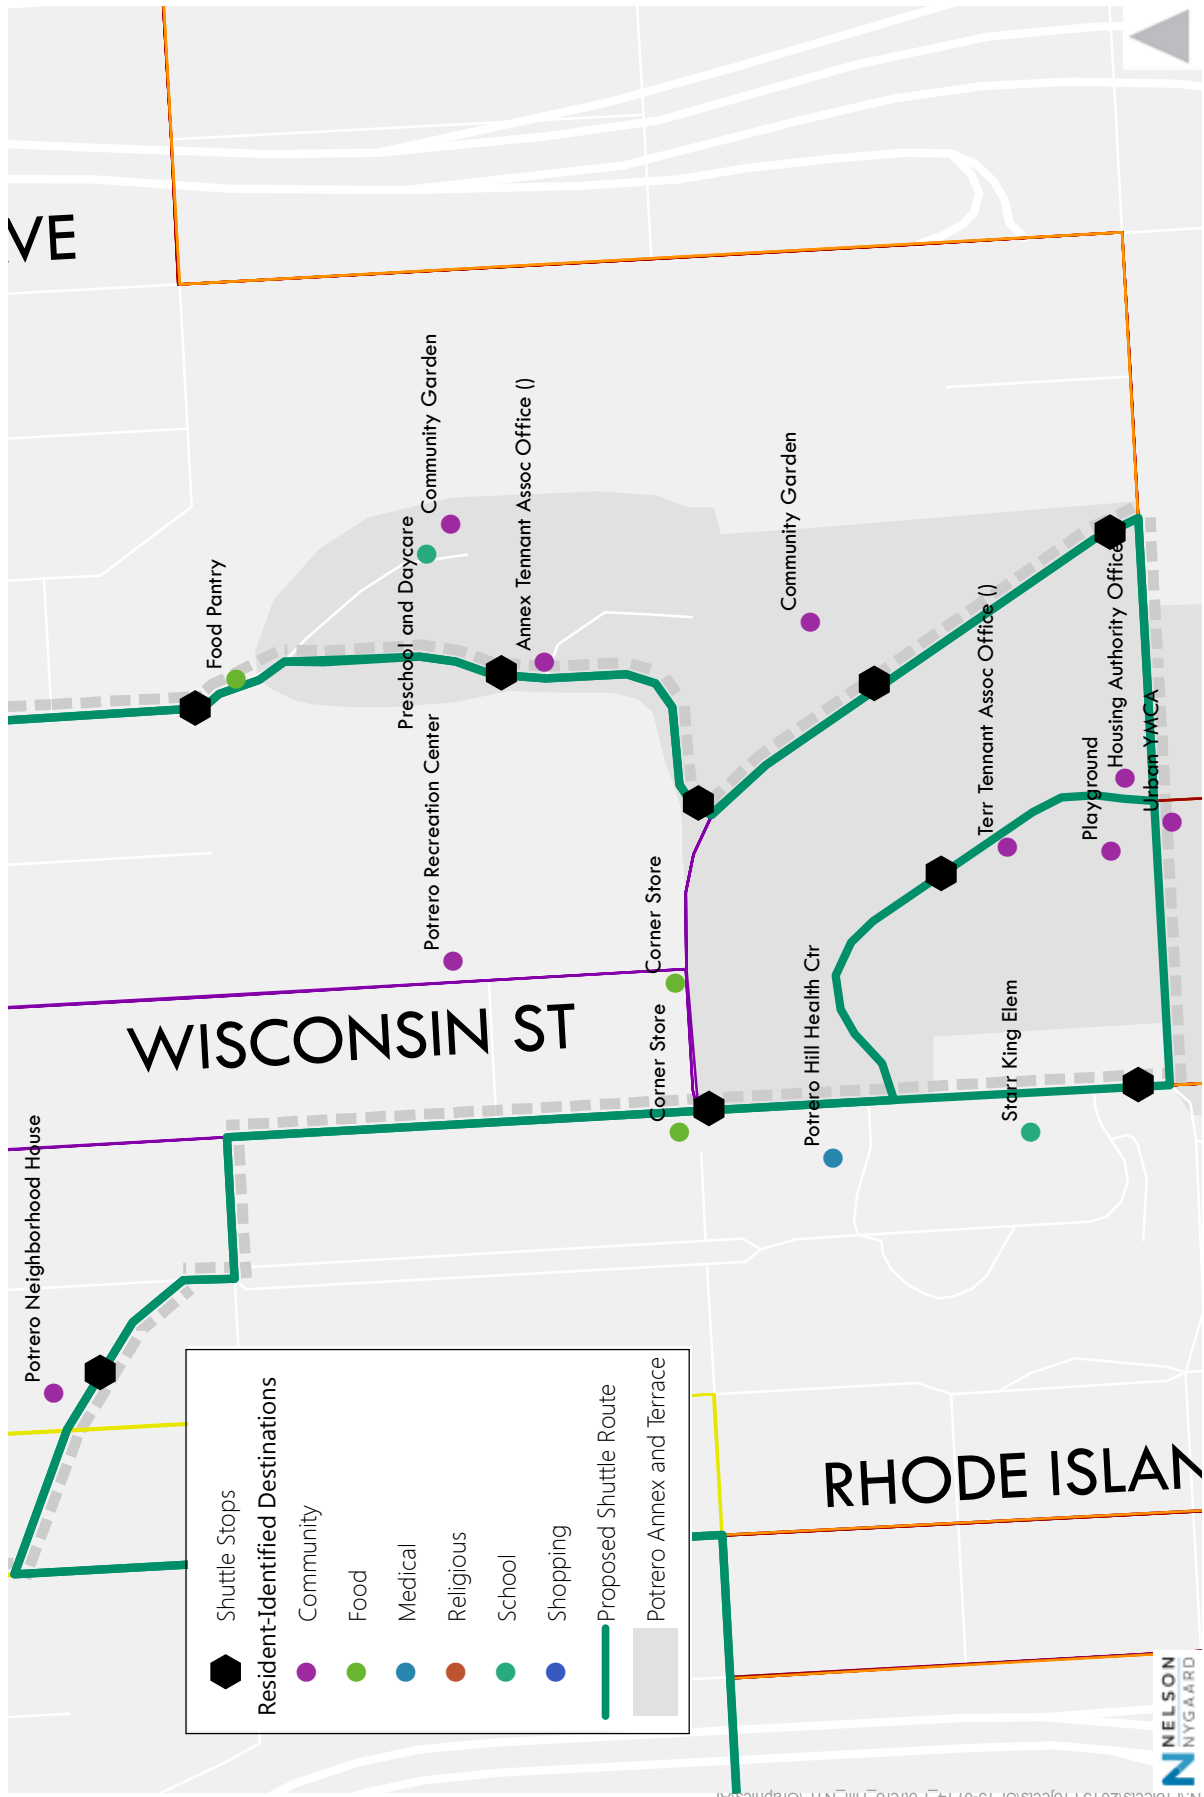 VE
Food Pantry
Preschool and Daycare
Community Garden
Annex Tennant Assoc Office ()
Community Garden
Terr Tennant Assoc Office ()
Housing Authority Office
Playground
Urban YMCA
Potrero Recreation Center
Corner Store
Corner Store
WISCONSIN ST
Potrero Hill Health Ctr
Starr King Elem
Potrero Neighborhood House
RHODE ISLAN
Shuttle Stops
Resident-Identified Destinations
Community
Food
Medical
Religious
School
Shopping
Proposed Shuttle Route
Potrero Annex and Terrace
NELSON
NYGAARD